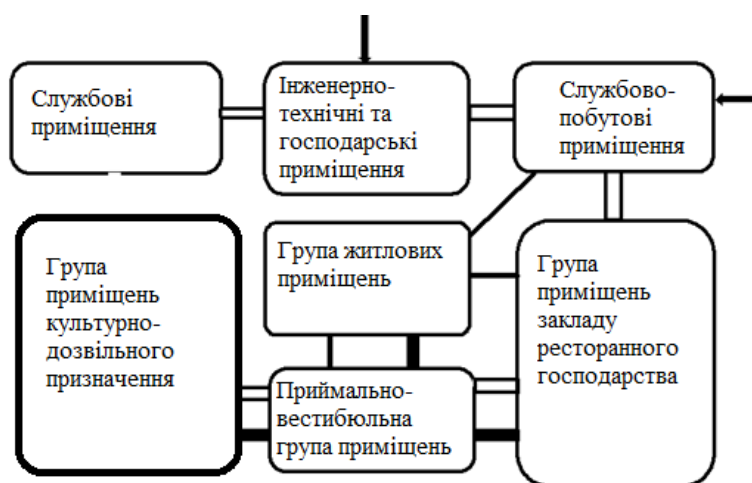 Службові
приміщення
Інженерно-
технічні та
господарські
приміщення
Службово-
побутові
приміщення
Група
приміщень
культурно-
дозвільного
призначення
Група житлових
приміщень
Група
приміщень
закладу
ресторанного
господарства
Приймально-
вестибюльна
група приміщень